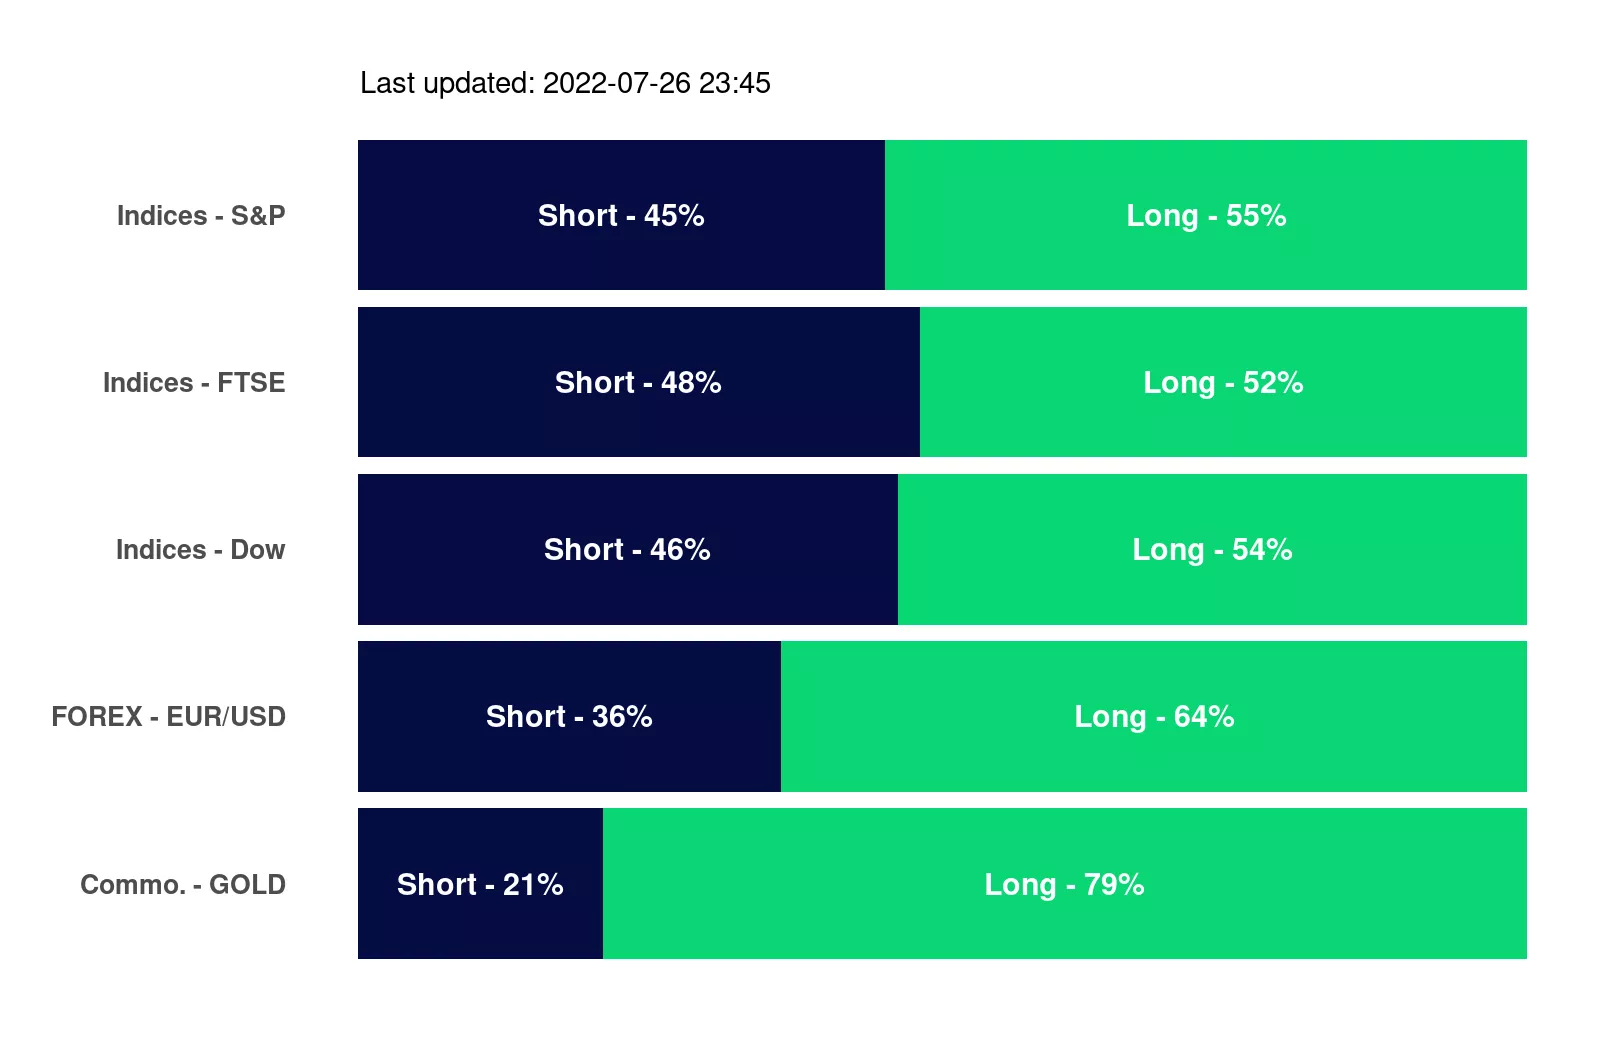 Last updated: 2022-07-26 23:45
Indices - S&P Short - 45% Long - 55%
Indices - FTSE Short - 48% Long - 52%
Indices - Dow Short - 46% Long - 54%
FOREX - EUR/USD Short - 36% Long - 64%
Commo. - GOLD Short - 21% Long - 79%